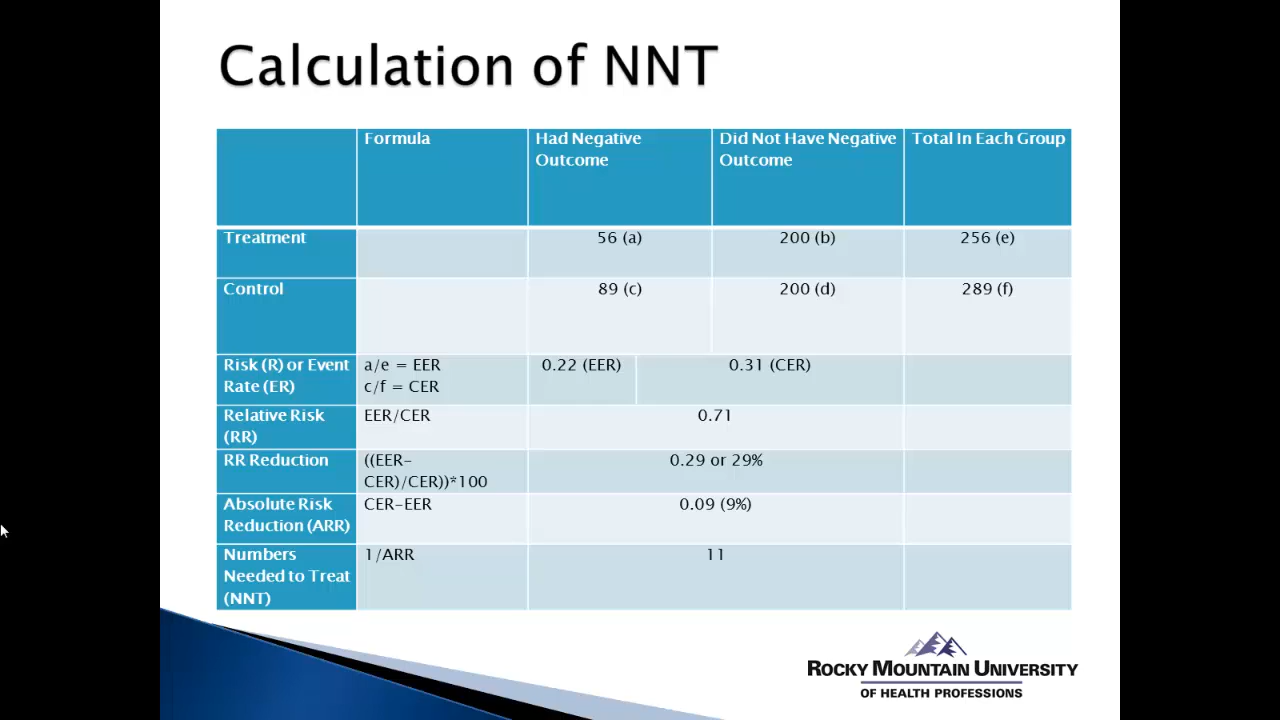 Calculation of NNT
Formula
Had Negative
Outcome
Did Not Have Negative
Outcome
Total In Each Group
Treatment
56 (a)
200 (b)
256 (e)
Control
89 (c)
200 (d)
289 (f)
Risk (R) or Event
Rate (ER)
a/e = EER
c/f = CER
0.22 (EER)
0.31 (CER)
Relative Risk
(RR)
EER/CER
0.71
RR Reduction
((EER-
CER)/CER))*100
0.29 or 29%
Absolute Risk
Reduction (ARR)
CER-EER
0.09 (9%)
Numbers
Needed to Treat
(NNT)
1/ARR
11
ROCKY MOUNTAIN UNIVERSITY
OF HEALTH PROFESSIONS